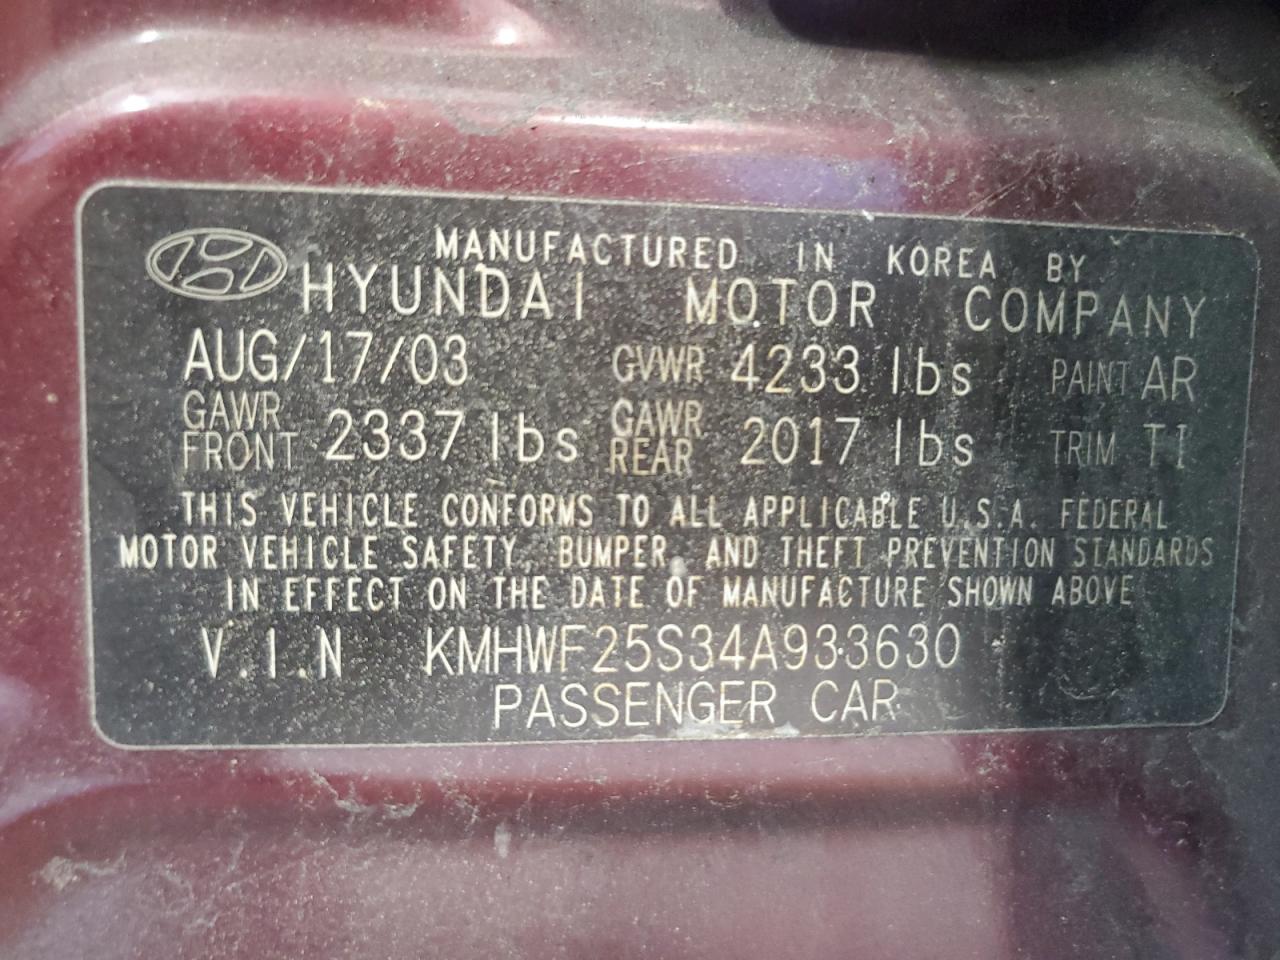 MANUFACTURED IN KOREA BY
HYUNDAI MOTOR COMPANY
AUG/17/03 GVWR 4233 lbs PAINT AR
GAWR FRONT 2337 lbs GAWR REAR 2017 lbs TRIM TI
THIS VEHICLE CONFORMS TO ALL APPLICABLE U.S.A. FEDERAL
MOTOR VEHICLE SAFETY, BUMPER, AND THEFT PREVENTION STANDARDS
IN EFFECT ON THE DATE OF MANUFACTURE SHOWN ABOVE
V.I.N KMHWF25S34A933630
PASSENGER CAR